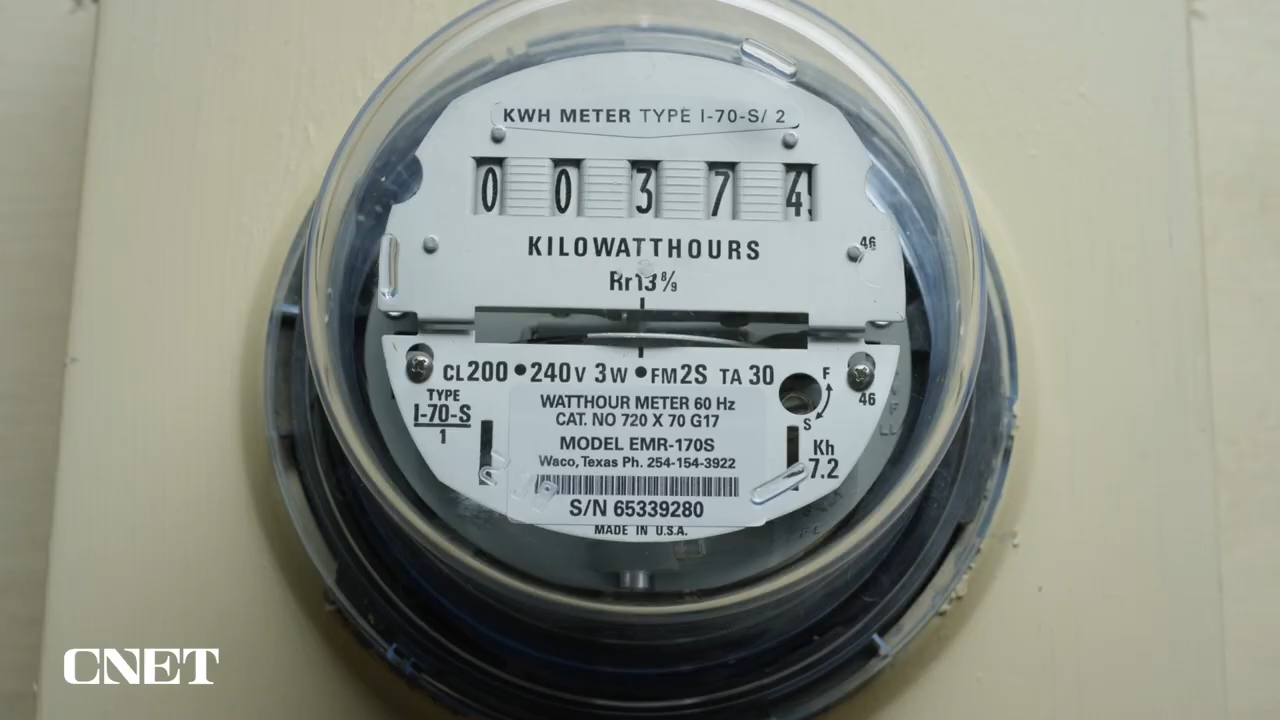 KWH METER TYPE I-70-S/ 2
0 0 3 7 4
KILOWATTHOURS
46
Rr13 8/9
CL200 • 240V 3W • FM2S TA 30
F
TYPE
I-70-S
1
WATTHOUR METER 60 Hz
CAT. NO 720 X 70 G17
46
S
MODEL EMR-170S
Kh
7.2
Waco, Texas Ph. 254-154-3922
S/N 65339280
MADE IN U.S.A.
CNET